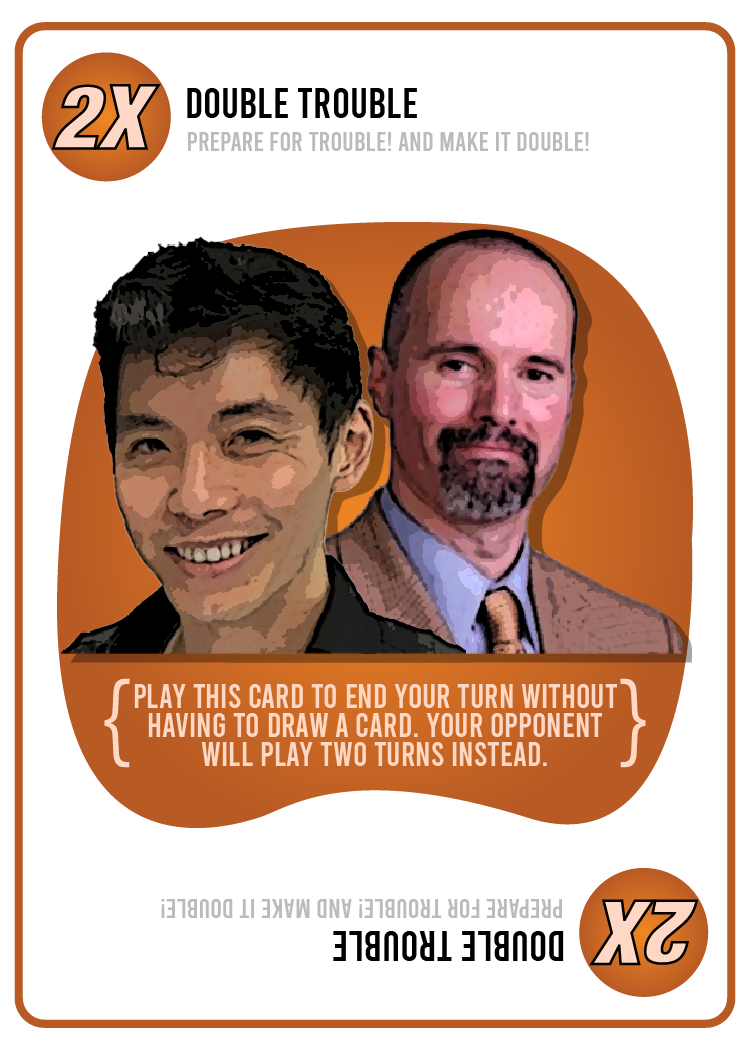 2X
DOUBLE TROUBLE
PREPARE FOR TROUBLE! AND MAKE IT DOUBLE!
{PLAY THIS CARD TO END YOUR TURN WITHOUT
HAVING TO DRAW A CARD. YOUR OPPONENT
WILL PLAY TWO TURNS INSTEAD.}
PREPARE FOR TROUBLE! AND MAKE IT DOUBLE!
DOUBLE TROUBLE
2X